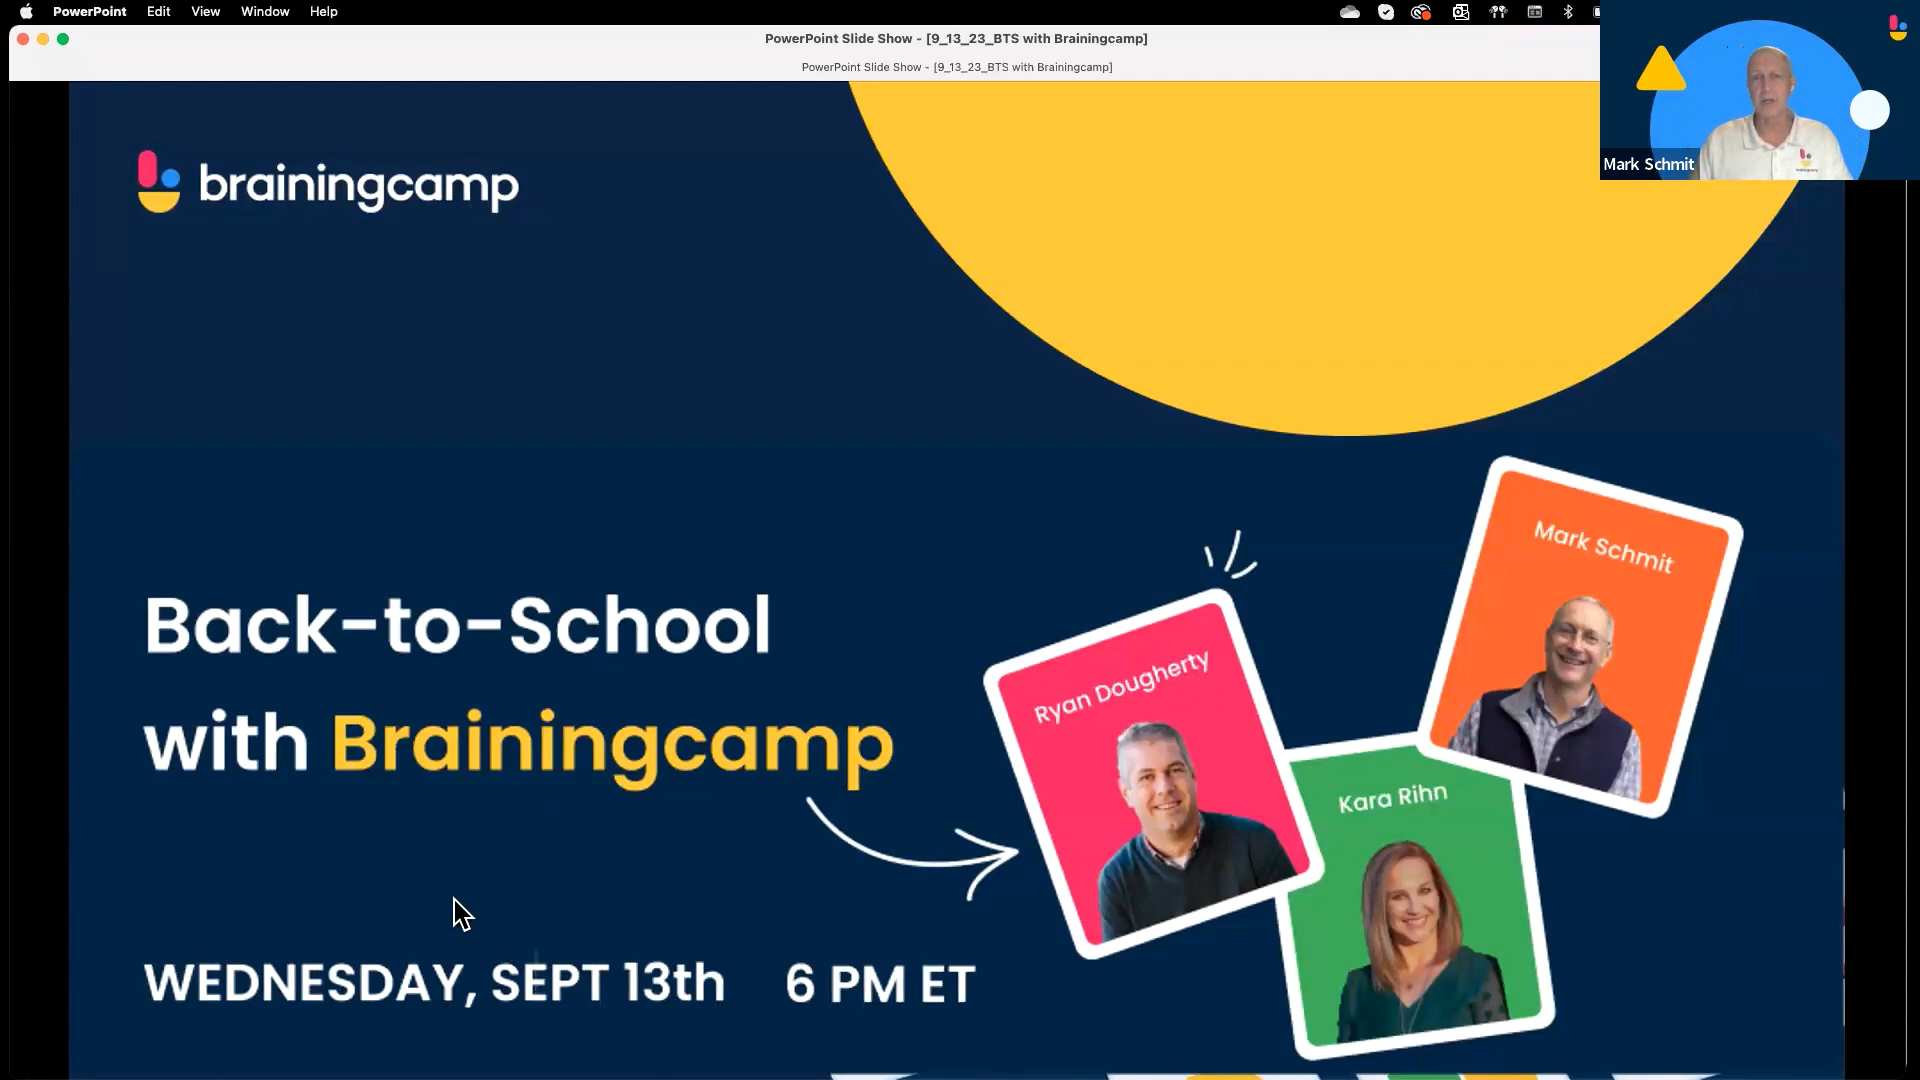 PowerPoint Edit View Window Help
PowerPoint Slide Show - [9_13_23_BTS with Brainingcamp]
PowerPoint Slide Show - [9_13_23_BTS with Brainingcamp]
Mark Schmit
brainingcamp
Back-to-School
with Brainingcamp
WEDNESDAY, SEPT 13th 6 PM ET
Ryan Dougherty
Mark Schmit
Kara Rihn